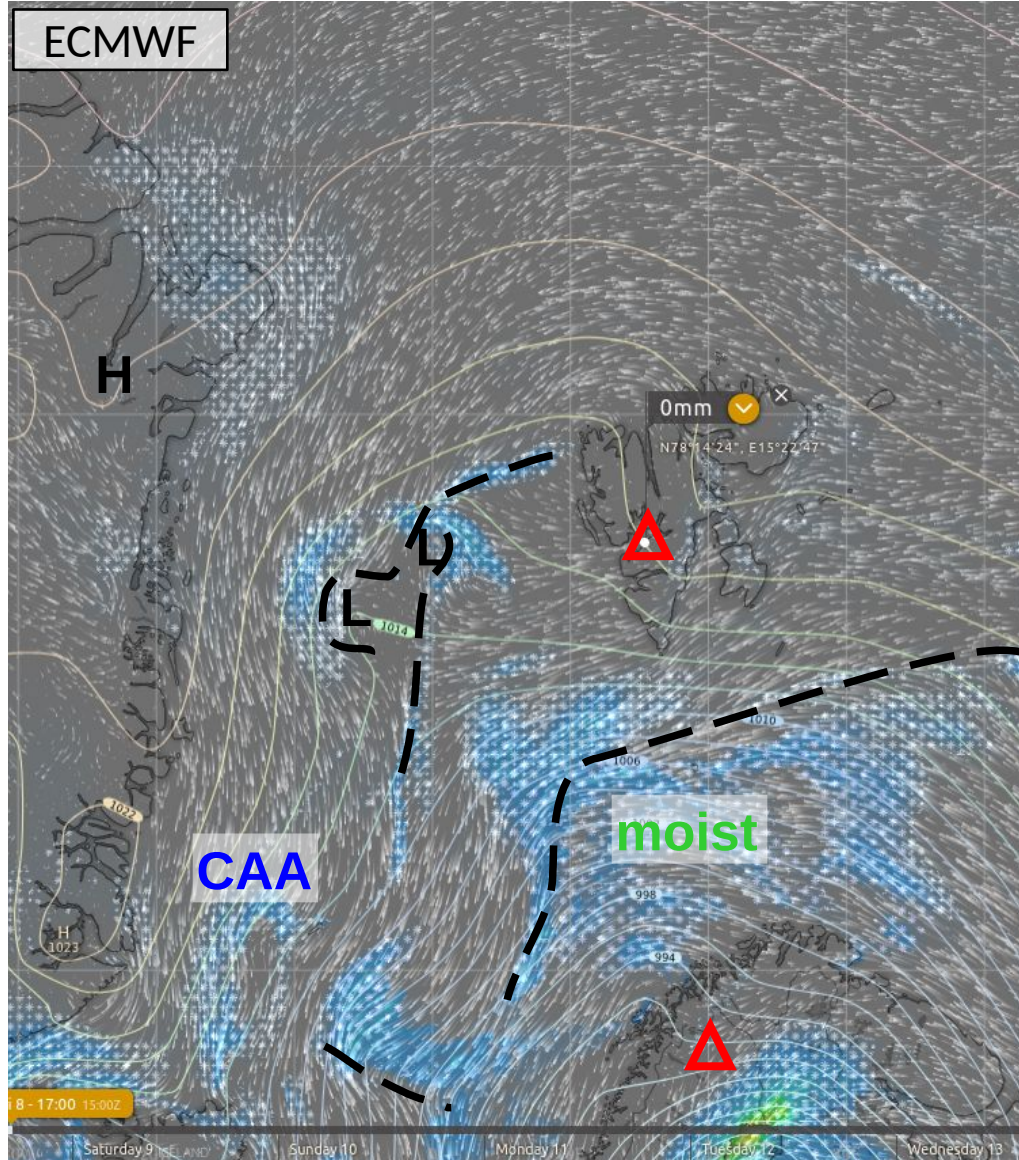 ECMWF
H
0mm
N78°14'24", E15°22'47"
L
L
1014
1010
1006
1022
moist
CAA
998
H
1023
994
i 8 - 17:00 15:00Z
Saturday 9
Sunday 10
Monday 11
Tuesday 12
Wednesday 13